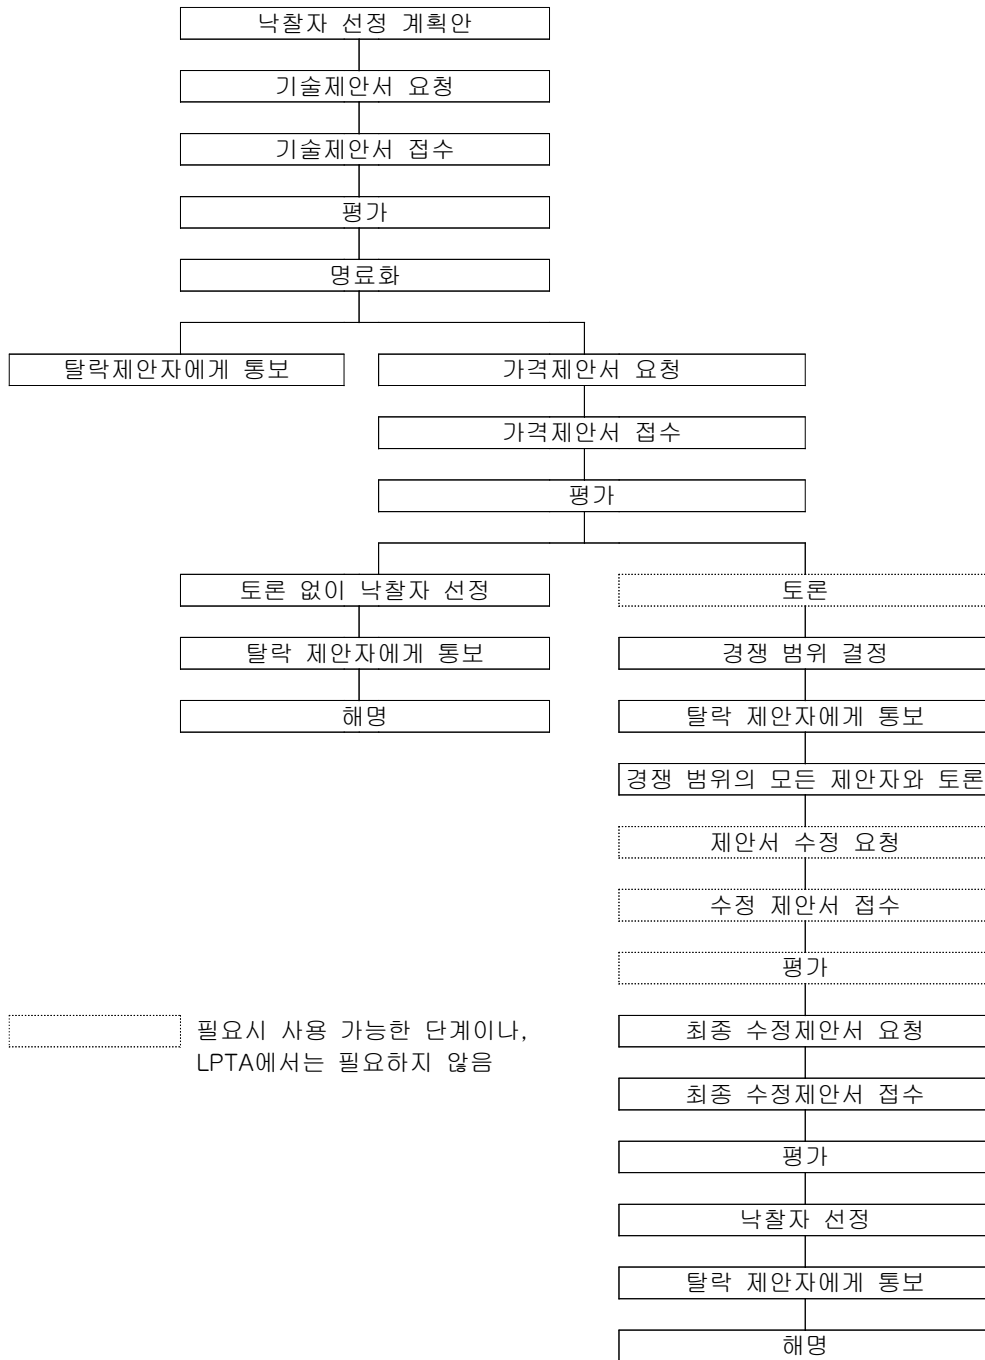 낙찰자 선정 계획안
기술제안서 요청
기술제안서 접수
평가
명료화
탈락제안자에게 통보
가격제안서 요청
가격제안서 접수
평가
토론 없이 낙찰자 선정
탈락 제안자에게 통보
해명
토론
경쟁 범위 결정
탈락 제안자에게 통보
경쟁 범위의 모든 제안자와 토론
제안서 수정 요청
수정 제안서 접수
평가
최종 수정제안서 요청
최종 수정제안서 접수
평가
낙찰자 선정
탈락 제안자에게 통보
해명
필요시 사용 가능한 단계이나,
LPTA에서는 필요하지 않음